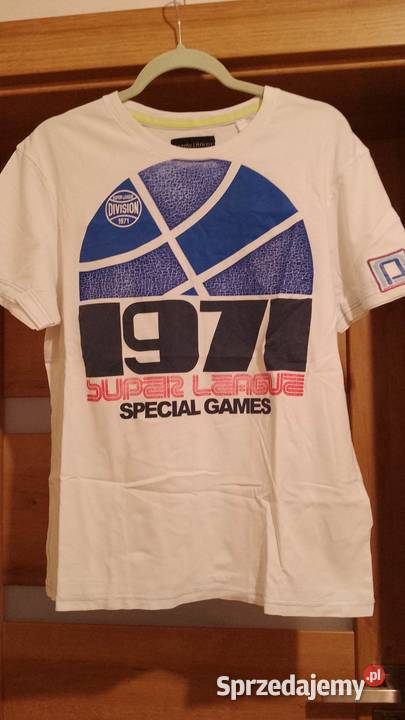 SUPER LEAGUE
DIVISION
1971
1971
SUPER LEAGUE
SPECIAL GAMES
Sprzedajemy.pl